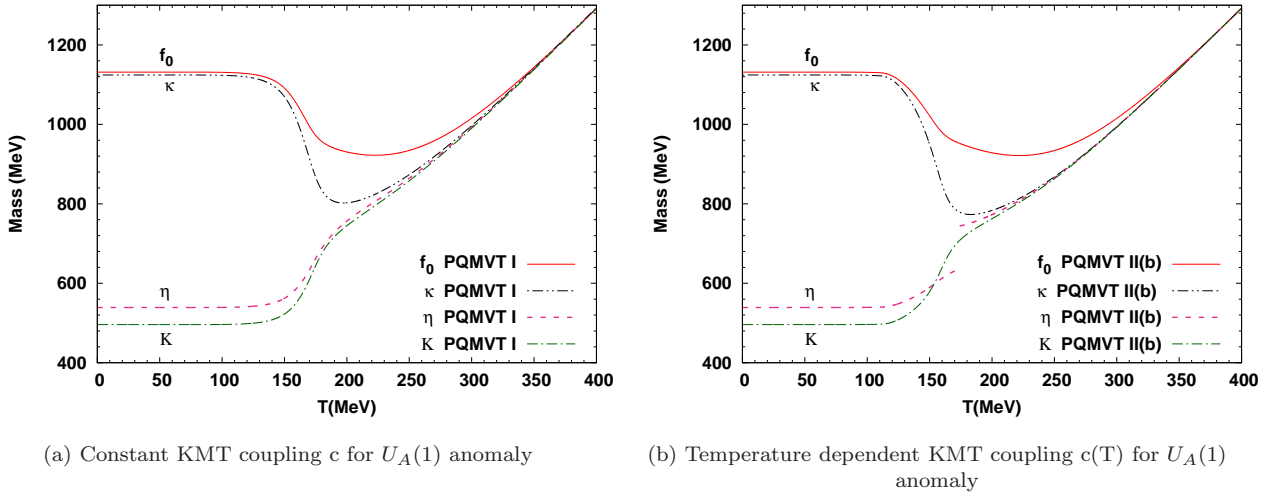 1200
1000
800
600
400
Mass (MeV)
f0
κ
η
K
f0 PQMVT I
κ PQMVT I
η PQMVT I
K PQMVT I
0 50 100 150 200 250 300 350 400
T(MeV)
(a) Constant KMT coupling c for U_A(1) anomaly
1200
1000
800
600
400
Mass (MeV)
f0
κ
η
K
f0 PQMVT II(b)
κ PQMVT II(b)
η PQMVT II(b)
K PQMVT II(b)
0 50 100 150 200 250 300 350 400
T(MeV)
(b) Temperature dependent KMT coupling c(T) for U_A(1)
anomaly